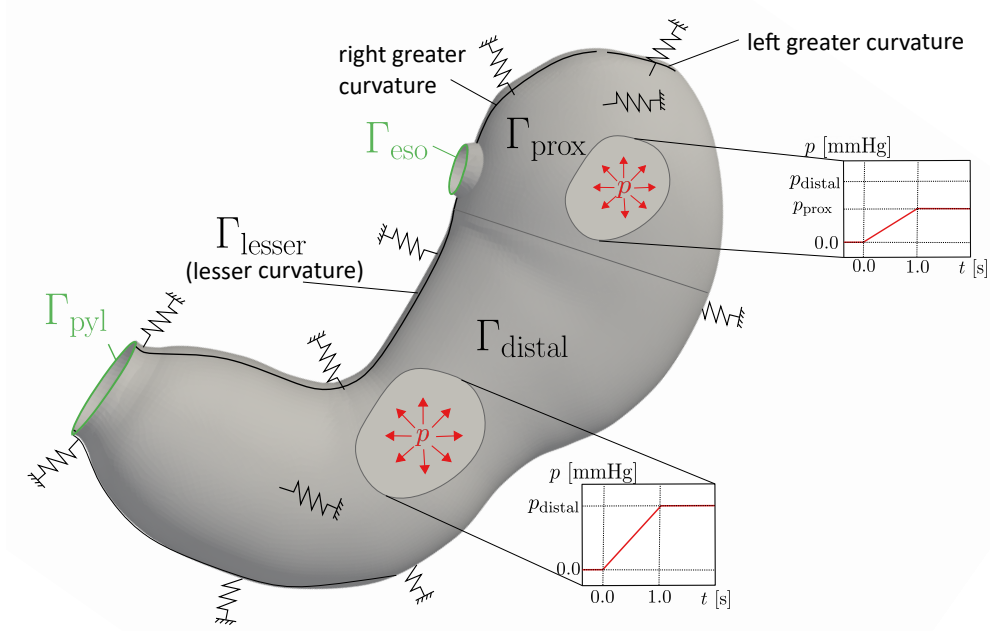 left greater curvature
right greater
curvature
Γeso
Γprox
p
p [mmHg]
pdistal
pprox
0.0
0.0 1.0 t [s]
Γlesser
(lesser curvature)
Γpyl
Γdistal
p
p [mmHg]
pdistal
0.0
0.0 1.0 t [s]